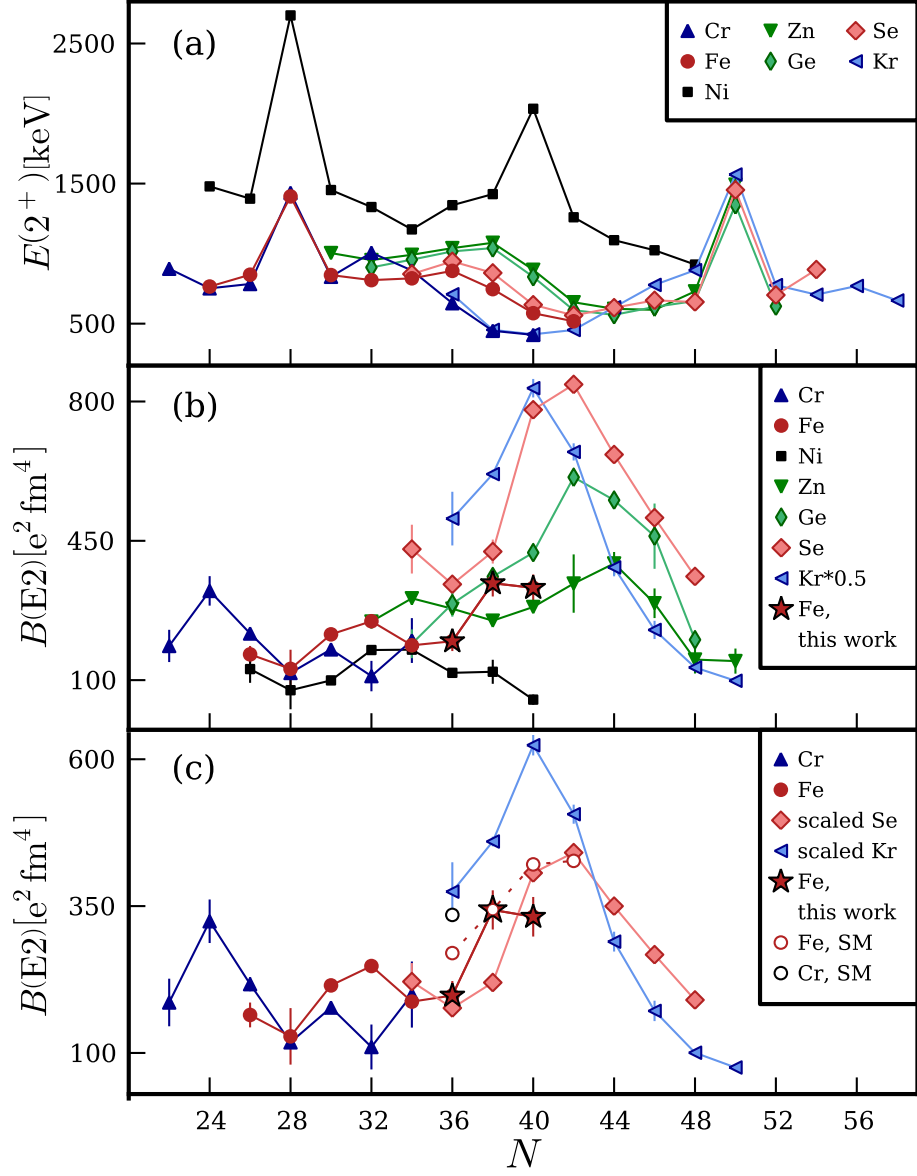 (a)
Cr
Zn
Se
Fe
Ge
Kr
Ni
E(2⁺)[keV]
2500
1500
500
(b)
Cr
Fe
Ni
Zn
Ge
Se
Kr*0.5
Fe,
this work
B(E2)[e² fm⁴]
800
450
100
(c)
Cr
Fe
scaled Se
scaled Kr
Fe,
this work
Fe, SM
Cr, SM
B(E2)[e² fm⁴]
600
350
100
24 28 32 36 40 44 48 52 56
N